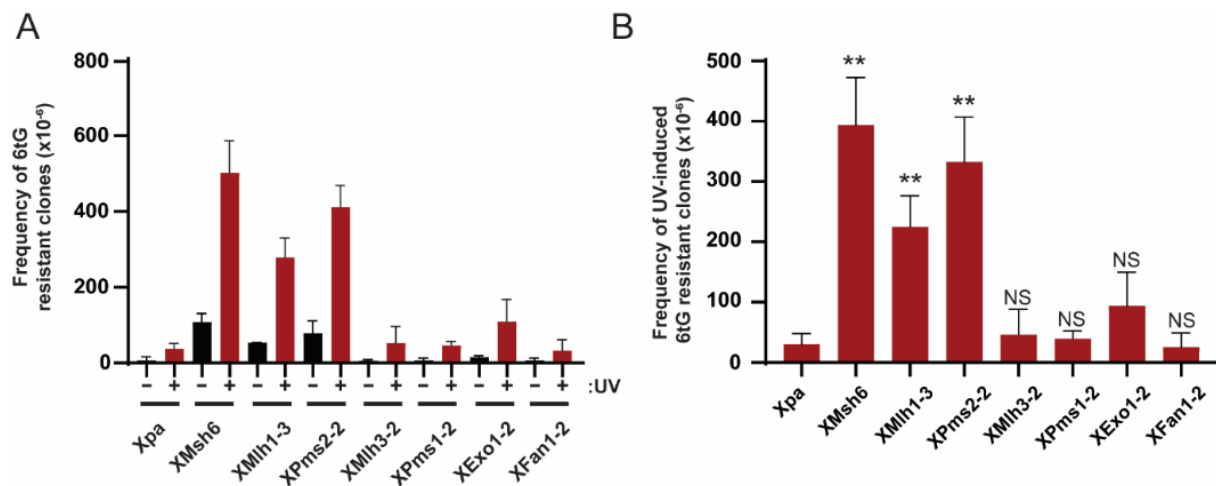 A
Frequency of 6tG
resistant clones (x10⁻⁶)
800
600
400
200
0
– + – + – + – + – + – + – + – + :UV
Xpa
XMsh6
XMlh1-3
XPms2-2
XMlh3-2
XPms1-2
XExo1-2
XFan1-2
B
Frequency of UV-induced
6tG resistant clones (x10⁻⁶)
500
400
300
200
100
0
**
**
**
NS
NS
NS
NS
Xpa
XMsh6
XMlh1-3
XPms2-2
XMlh3-2
XPms1-2
XExo1-2
XFan1-2